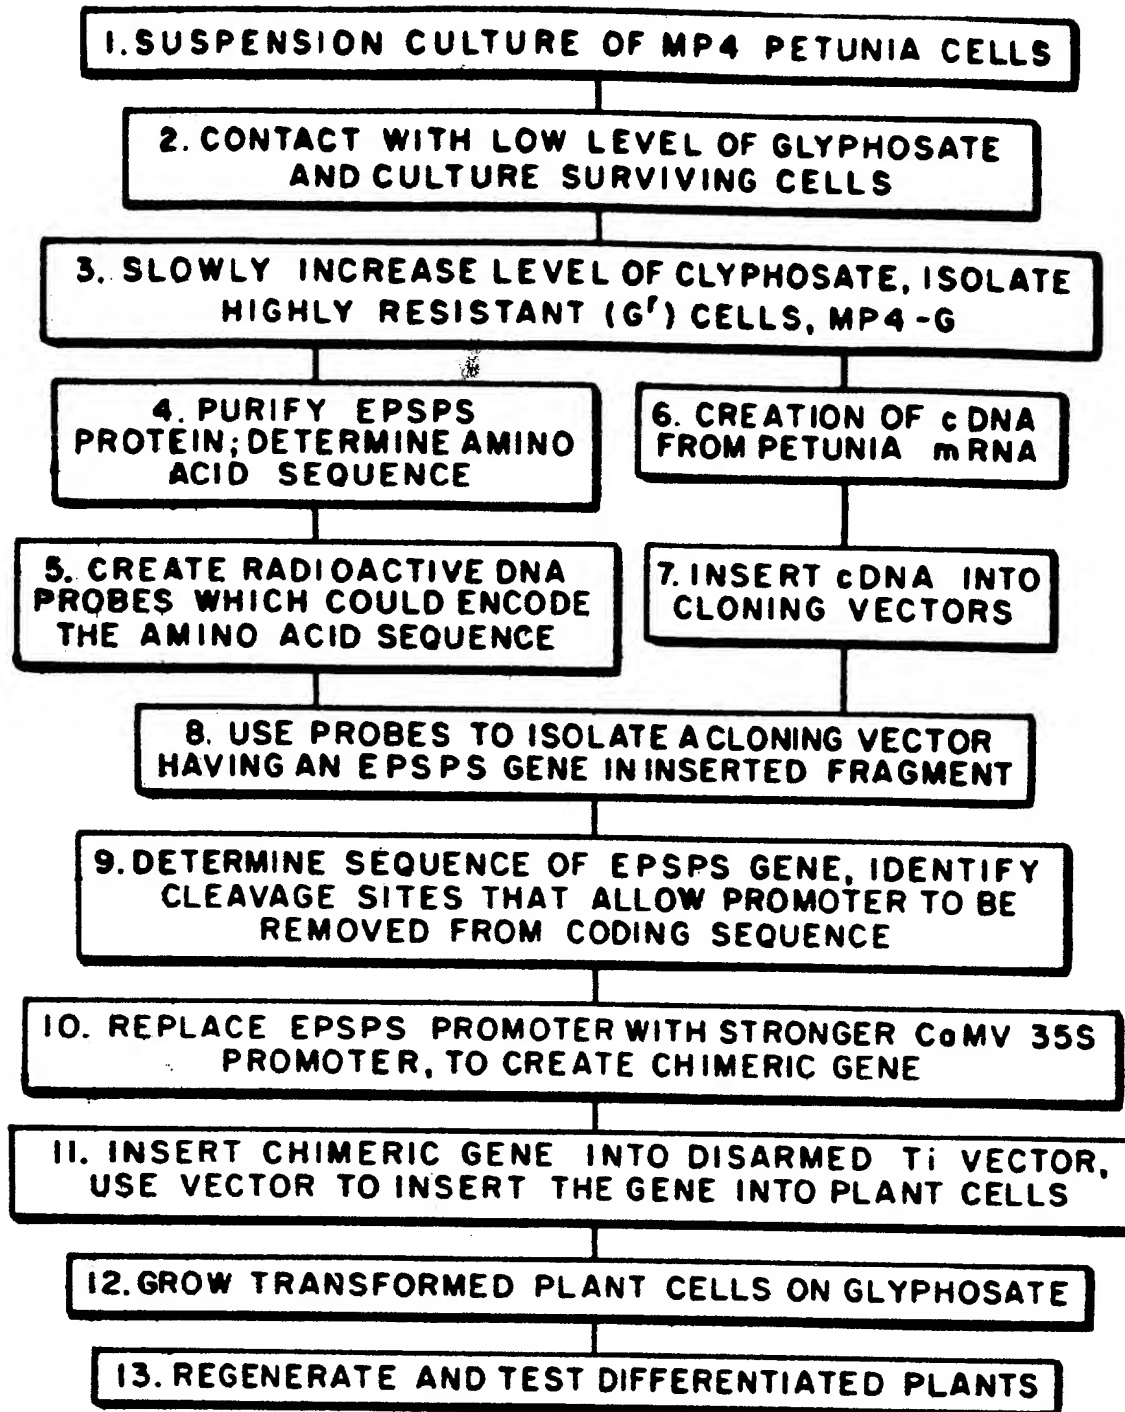 1. SUSPENSION CULTURE OF MP4 PETUNIA CELLS
2. CONTACT WITH LOW LEVEL OF GLYPHOSATE
AND CULTURE SURVIVING CELLS
3. SLOWLY INCREASE LEVEL OF CLYPHOSATE, ISOLATE
HIGHLY RESISTANT (Gʳ) CELLS, MP4-G
4. PURIFY EPSPS
PROTEIN; DETERMINE AMINO
ACID SEQUENCE
5. CREATE RADIOACTIVE DNA
PROBES WHICH COULD ENCODE
THE AMINO ACID SEQUENCE
6. CREATION OF cDNA
FROM PETUNIA mRNA
7. INSERT cDNA INTO
CLONING VECTORS
8. USE PROBES TO ISOLATE A CLONING VECTOR
HAVING AN EPSPS GENE IN INSERTED FRAGMENT
9. DETERMINE SEQUENCE OF EPSPS GENE, IDENTIFY
CLEAVAGE SITES THAT ALLOW PROMOTER TO BE
REMOVED FROM CODING SEQUENCE
10. REPLACE EPSPS PROMOTER WITH STRONGER CaMV 35S
PROMOTER, TO CREATE CHIMERIC GENE
11. INSERT CHIMERIC GENE INTO DISARMED Ti VECTOR,
USE VECTOR TO INSERT THE GENE INTO PLANT CELLS
12. GROW TRANSFORMED PLANT CELLS ON GLYPHOSATE
13. REGENERATE AND TEST DIFFERENTIATED PLANTS